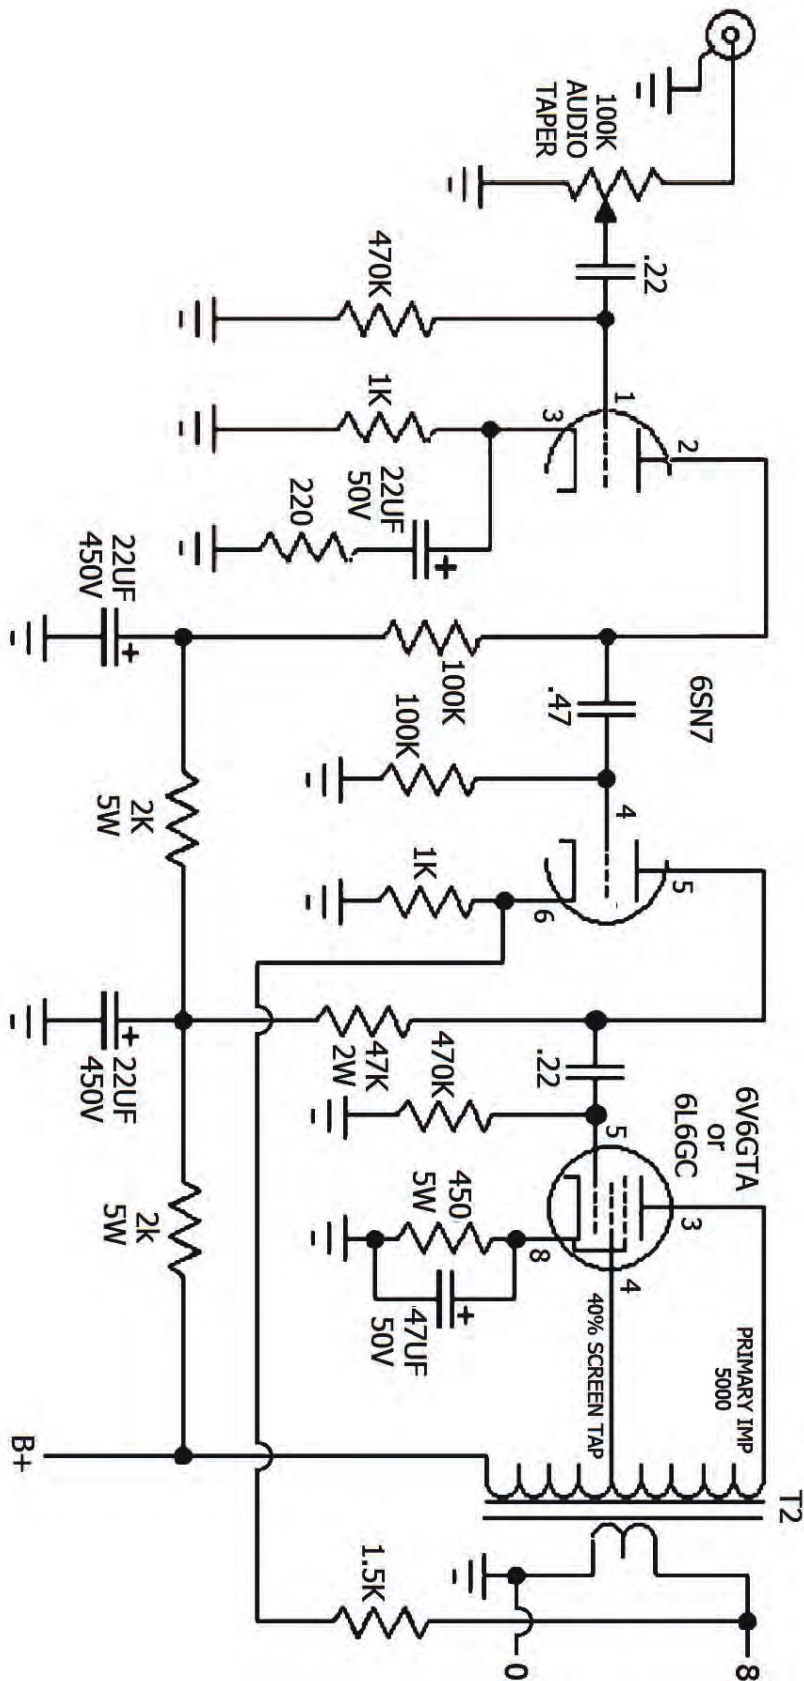 100K
AUDIO
TAPER
.22
470K
1K
1
2
3
22UF
50V
220
22UF
450V
100K
.47
100K
6SN7
2K
5W
1K
4
5
6
22UF
450V
47K
2W
470K
.22
6V6GTA
or
6L6GC
5
3
4
8
450
5W
47UF
50V
2k
5W
40% SCREEN TAP
PRIMARY IMP
5000
T2
B+
1.5K
0
8